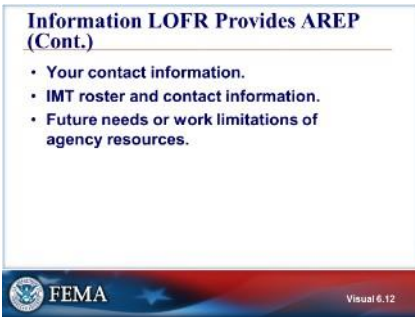 Information LOFR Provides AREP
(Cont.)
• Your contact information.
• IMT roster and contact information.
• Future needs or work limitations of
agency resources.
FEMA
Visual 6.12